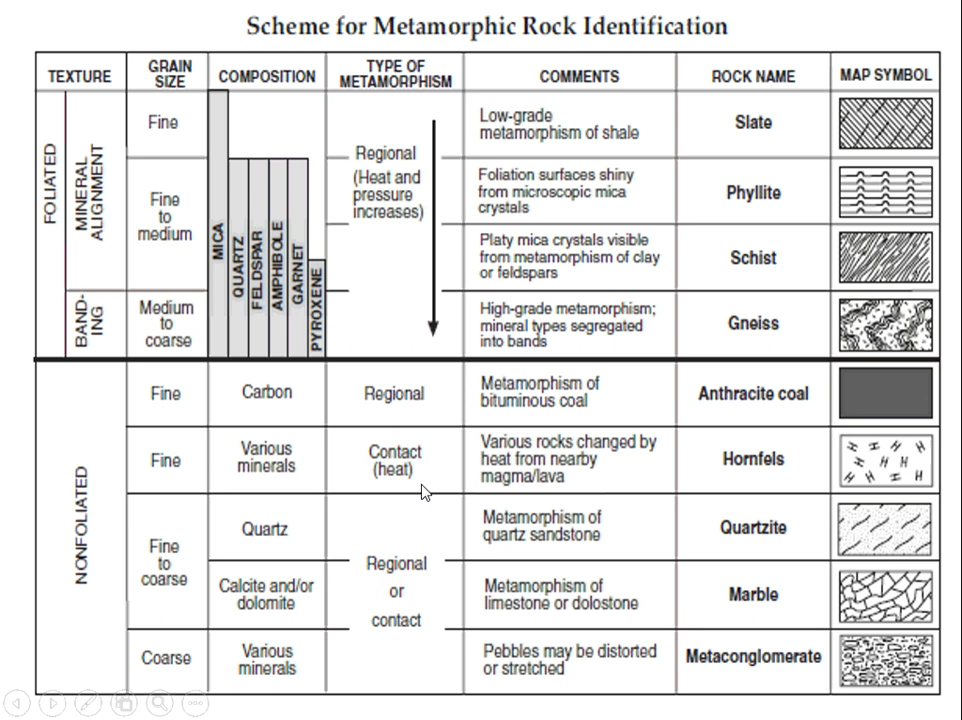 Scheme for Metamorphic Rock Identification
TEXTURE
GRAIN
SIZE
COMPOSITION
TYPE OF
METAMORPHISM
COMMENTS
ROCK NAME
MAP SYMBOL
FOLIATED
MINERAL
ALIGNMENT
Fine
MICA
QUARTZ
FELDSPAR
AMPHIBOLE
GARNET
PYROXENE
Regional
(Heat and
pressure
increases)
Low-grade
metamorphism of shale
Slate
Fine
to
medium
Foliation surfaces shiny
from microscopic mica
crystals
Phyllite
Platy mica crystals visible
from metamorphism of clay
or feldspars
Schist
BAND-
ING
Medium
to
coarse
High-grade metamorphism;
mineral types segregated
into bands
Gneiss
NONFOLIATED
Fine
Carbon
Regional
Metamorphism of
bituminous coal
Anthracite coal
Fine
Various
minerals
Contact
(heat)
Various rocks changed by
heat from nearby
magma/lava
Hornfels
Fine
to
coarse
Quartz
Regional
or
contact
Metamorphism of
quartz sandstone
Quartzite
Calcite and/or
dolomite
Metamorphism of
limestone or dolostone
Marble
Coarse
Various
minerals
Pebbles may be distorted
or stretched
Metaconglomerate